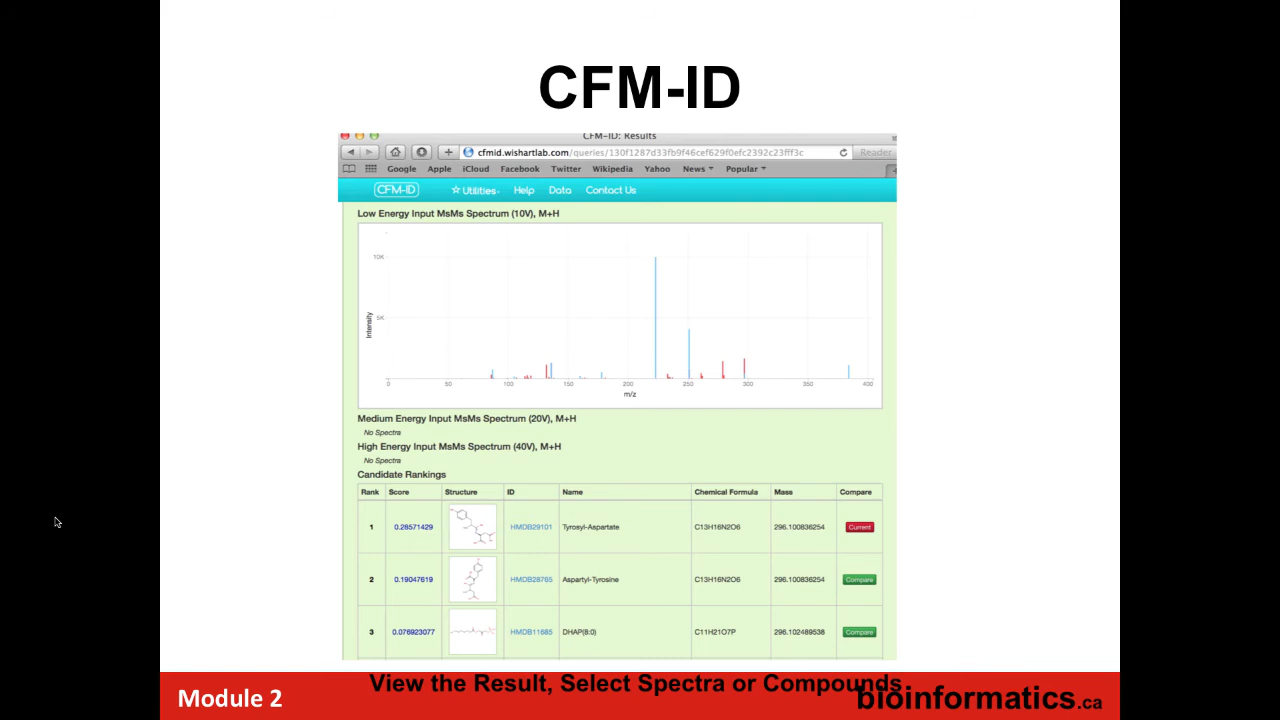 CFM-ID
CFM-ID: Results
cfmid.wishartlab.com/queries/130f1287d33fb9f46cef629f0efc2392c23fff3c Reader
Google Apple iCloud Facebook Twitter Wikipedia Yahoo News Popular
CFM-ID Utilities Help Data Contact Us
Low Energy Input MsMs Spectrum (10V), M+H
10K
5K
Intensity
0 50 100 150 200 250 300 350 400
m/z
Medium Energy Input MsMs Spectrum (20V), M+H
No Spectra
High Energy Input MsMs Spectrum (40V), M+H
No Spectra
Candidate Rankings
Rank Score Structure ID Name Chemical Formula Mass Compare
1 0.28571429 HMDB29101 Tyrosyl-Aspartate C13H16N2O6 296.100836254 Current
2 0.19047619 HMDB28765 Aspartyl-Tyrosine C13H16N2O6 296.100836254 Compare
3 0.076923077 HMDB11685 DHAP(8:0) C11H21O7P 296.102489538 Compare
View the Result, Select Spectra or Compounds
Module 2
bioinformatics.ca